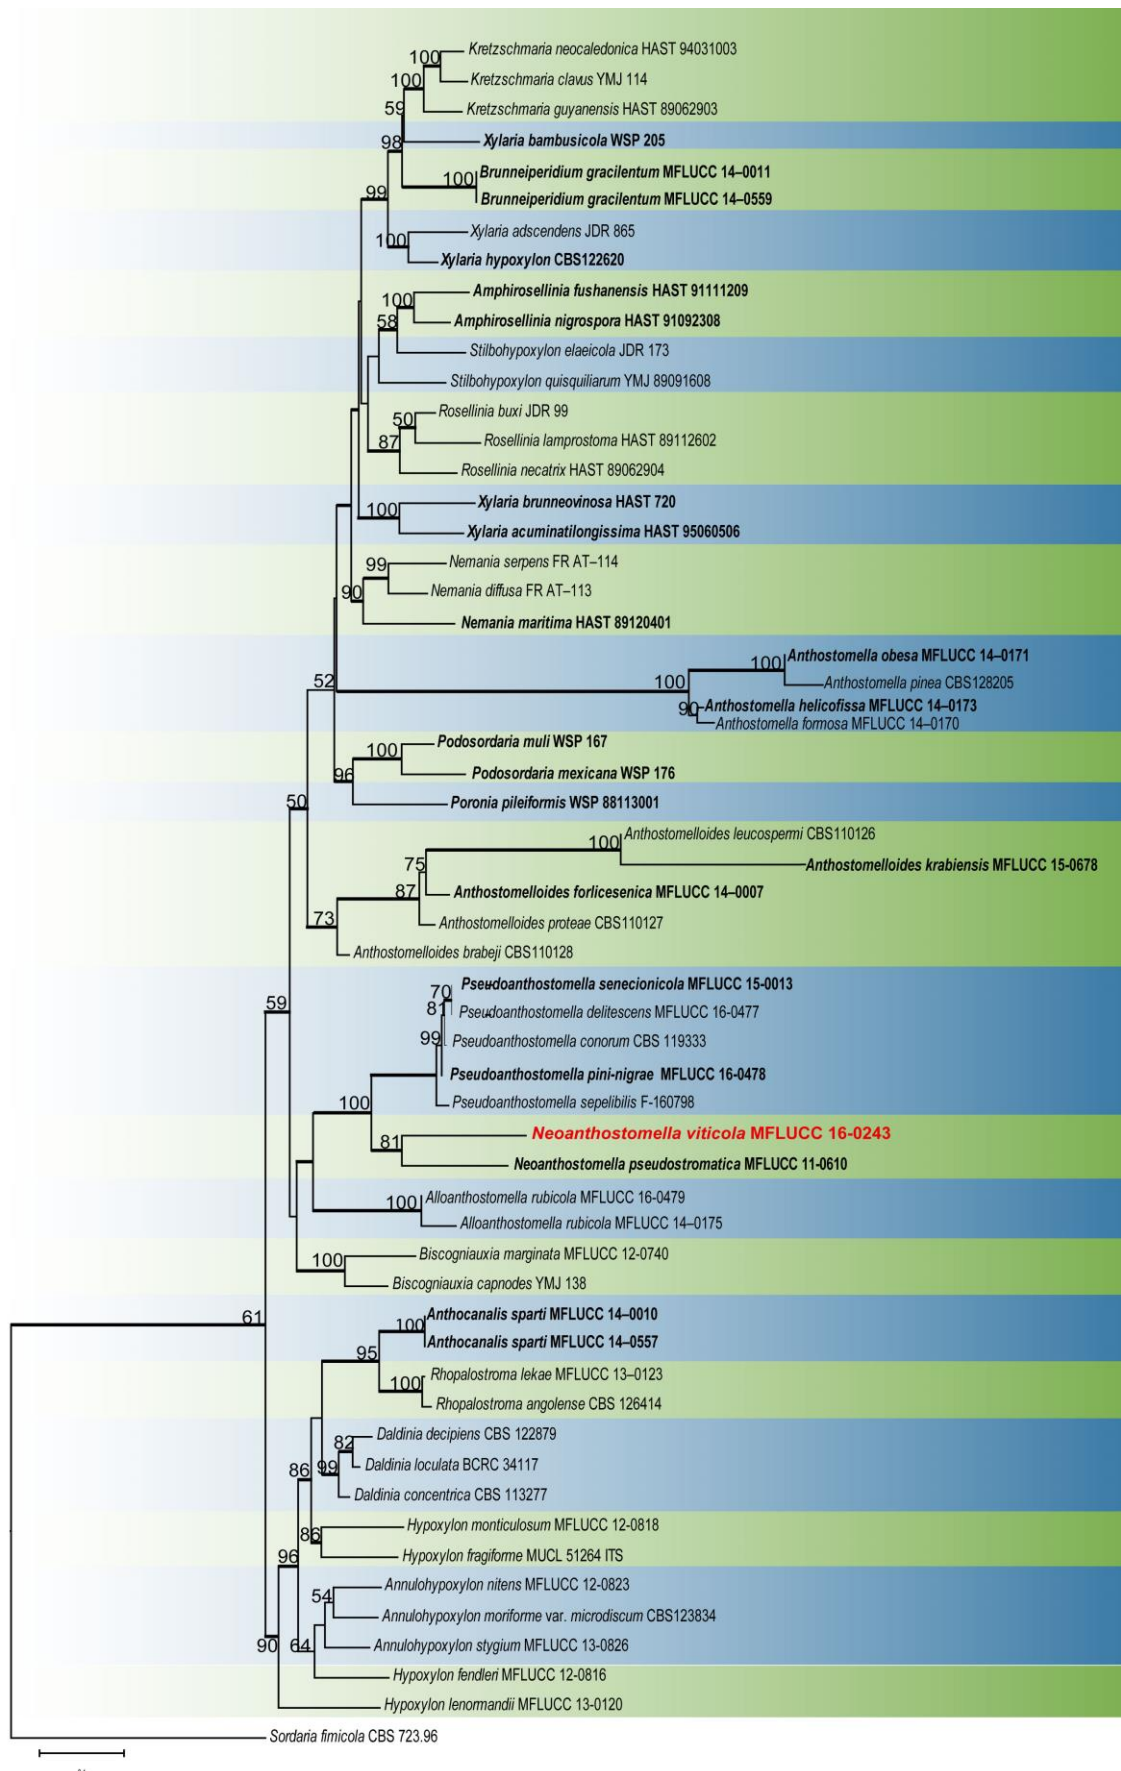 Kretzschmaria neocaledonica HAST 94031003
100
Kretzschmaria clavus YMJ 114
100
Kretzschmaria guyanensis HAST 89062903
59
Xylaria bambusicola WSP 205
98
Brunneiperidium gracilentum MFLUCC 14–0011
100
Brunneiperidium gracilentum MFLUCC 14–0559
99
Xylaria adscendens JDR 865
100
Xylaria hypoxylon CBS122620
Amphirosellinia fushanensis HAST 91111209
100
Amphirosellinia nigrospora HAST 91092308
58
Stilbohypoxylon elaeicola JDR 173
Stilbohypoxylon quisquiliarum YMJ 89091608
Rosellinia buxi JDR 99
50
Rosellinia lamprostoma HAST 89112602
87
Rosellinia necatrix HAST 89062904
Xylaria brunneovinosa HAST 720
100
Xylaria acuminatilongissima HAST 95060506
Nemania serpens FR AT–114
99
Nemania diffusa FR AT–113
90
Nemania maritima HAST 89120401
Anthostomella obesa MFLUCC 14–0171
100
Anthostomella pinea CBS128205
100
52
Anthostomella helicofissa MFLUCC 14–0173
90
Anthostomella formosa MFLUCC 14–0170
Podosordaria muli WSP 167
100
Podosordaria mexicana WSP 176
96
Poronia pileiformis WSP 88113001
50
Anthostomelloides leucospermi CBS110126
100
Anthostomelloides krabiensis MFLUCC 15-0678
75
Anthostomelloides forlicesenica MFLUCC 14–0007
87
Anthostomelloides proteae CBS110127
73
Anthostomelloides brabeji CBS110128
Pseudoanthostomella senecionicola MFLUCC 15-0013
70
59
Pseudoanthostomella delitescens MFLUCC 16-0477
81
Pseudoanthostomella conorum CBS 119333
99
Pseudoanthostomella pini-nigrae MFLUCC 16-0478
Pseudoanthostomella sepelibilis F-160798
100
Neoanthostomella viticola MFLUCC 16-0243
81
Neoanthostomella pseudostromatica MFLUCC 11-0610
Alloanthostomella rubicola MFLUCC 16-0479
100
Alloanthostomella rubicola MFLUCC 14–0175
Biscogniauxia marginata MFLUCC 12-0740
100
Biscogniauxia capnodes YMJ 138
61
Anthocanalis sparti MFLUCC 14–0010
100
Anthocanalis sparti MFLUCC 14–0557
95
Rhopalostroma lekae MFLUCC 13–0123
100
Rhopalostroma angolense CBS 126414
Daldinia decipiens CBS 122879
82
Daldinia loculata BCRC 34117
99
86
Daldinia concentrica CBS 113277
Hypoxylon monticulosum MFLUCC 12-0818
86
Hypoxylon fragiforme MUCL 51264 ITS
96
Annulohypoxylon nitens MFLUCC 12-0823
54
Annulohypoxylon moriforme var. microdiscum CBS123834
Annulohypoxylon stygium MFLUCC 13-0826
90
64
Hypoxylon fendleri MFLUCC 12-0816
Hypoxylon lenormandii MFLUCC 13-0120
Sordaria fimicola CBS 723.96